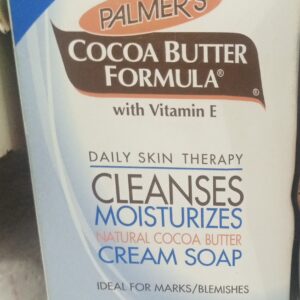 PALMER'S
COCOA BUTTER
FORMULA®
®
with Vitamin E
DAILY SKIN THERAPY
CLEANSES
MOISTURIZES
NATURAL COCOA BUTTER
CREAM SOAP
IDEAL FOR MARKS/BLEMISHES